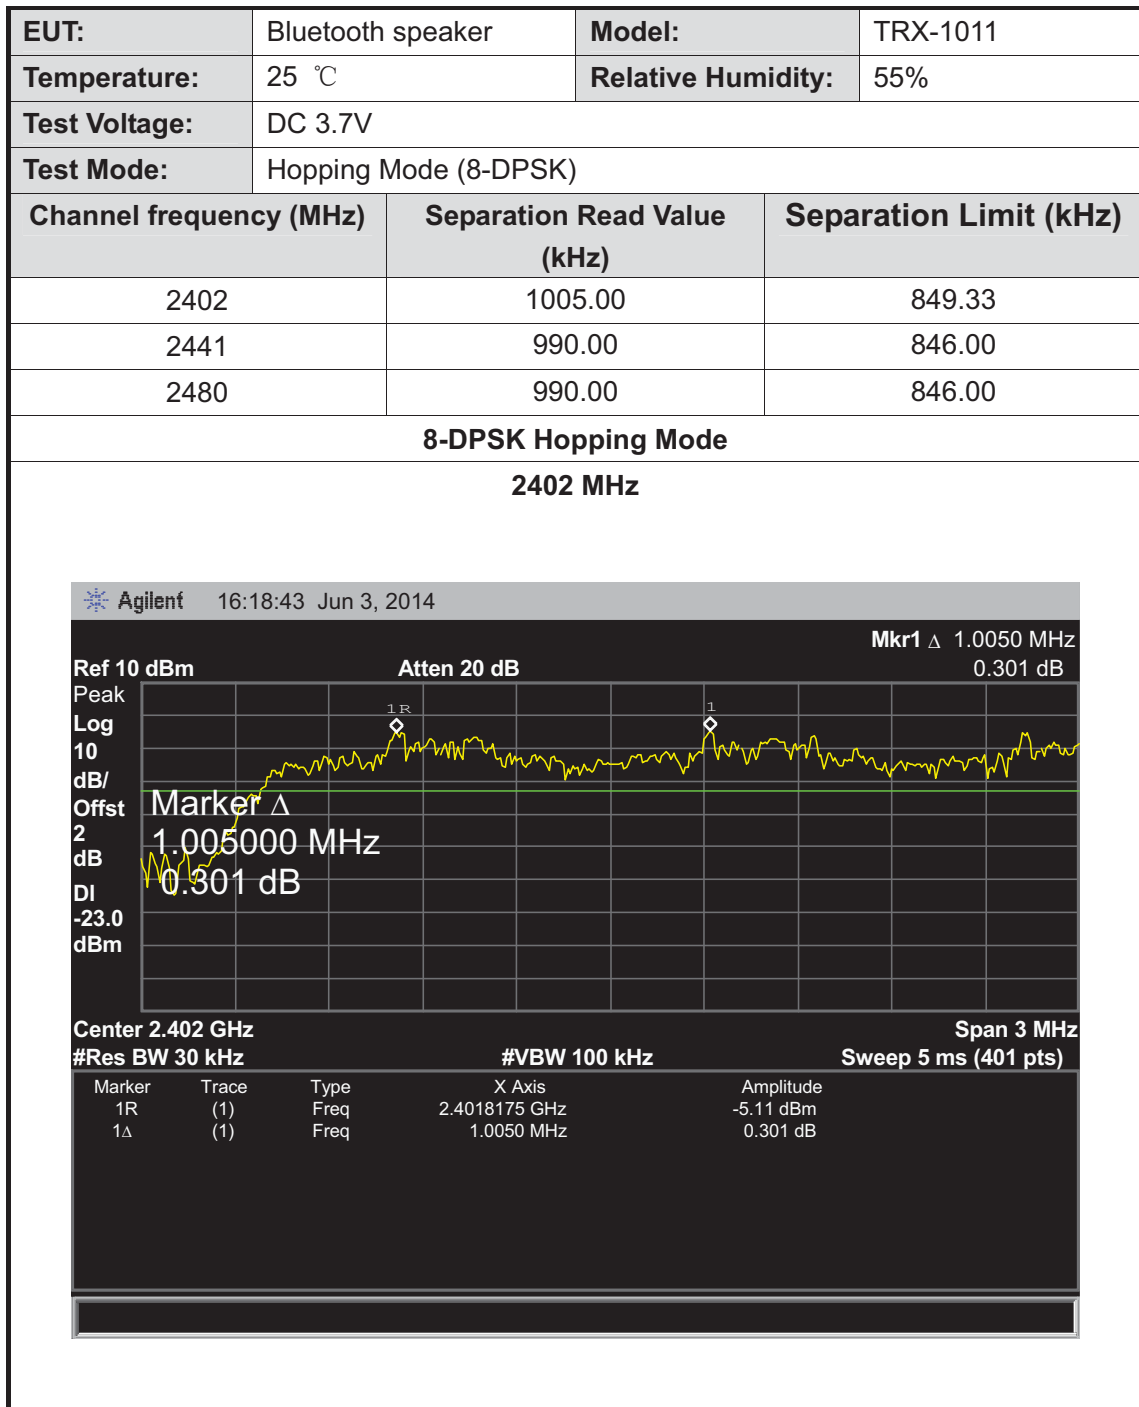 EUT: Bluetooth speaker Model: TRX-1011
Temperature: 25 ℃ Relative Humidity: 55%
Test Voltage: DC 3.7V
Test Mode: Hopping Mode (8-DPSK)
Channel frequency (MHz) Separation Read Value (kHz) Separation Limit (kHz)
2402 1005.00 849.33
2441 990.00 846.00
2480 990.00 846.00
8-DPSK Hopping Mode
2402 MHz
Agilent 16:18:43 Jun 3, 2014
Mkr1 Δ 1.0050 MHz
Ref 10 dBm Atten 20 dB 0.301 dB
Peak
Log
10
dB/
Offst
2
dB
DI
-23.0
dBm
1R
1
Marker Δ
1.005000 MHz
0.301 dB
Center 2.402 GHz Span 3 MHz
#Res BW 30 kHz #VBW 100 kHz Sweep 5 ms (401 pts)
Marker Trace Type X Axis Amplitude
1R (1) Freq 2.4018175 GHz -5.11 dBm
1Δ (1) Freq 1.0050 MHz 0.301 dB